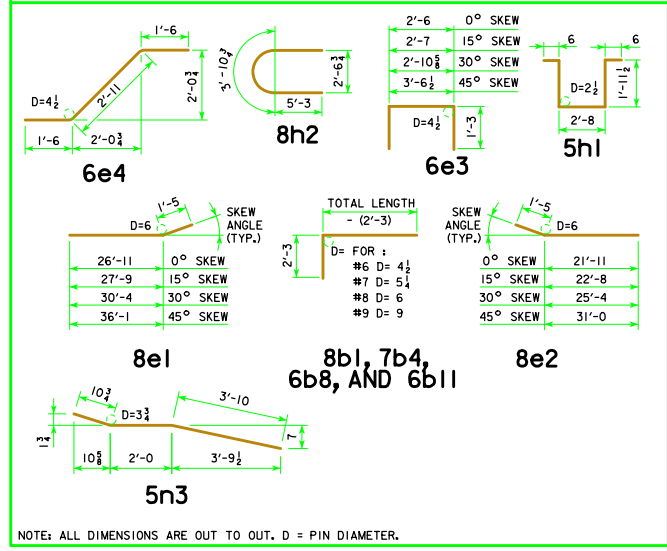 1'-6
D=4½
2'-11
2'-0¾
1'-6
2'-0¾
6e4
3'-10¾
2'-6¾
5'-3
8h2
2'-6 0° SKEW
2'-7 15° SKEW
2'-10⅝ 30° SKEW
3'-6½ 45° SKEW
D=4½
1'-3
6e3
6
6
D=2½
1'-11½
2'-8
5h1
1'-5
D=6
SKEW
ANGLE
(TYP.)
26'-11 0° SKEW
27'-9 15° SKEW
30'-4 30° SKEW
36'-1 45° SKEW
8e1
TOTAL LENGTH
- (2'-3)
2'-3
D= FOR :
#6 D= 4½
#7 D= 5¼
#8 D= 6
#9 D= 9
8b1, 7b4,
6b8, AND 6b11
1'-5
SKEW
ANGLE
(TYP.)
D=6
0° SKEW 21'-11
15° SKEW 22'-8
30° SKEW 25'-4
45° SKEW 31'-0
8e2
10¾
D=3¾
3'-10
1¾
7
10⅝
2'-0
3'-9½
5n3
NOTE: ALL DIMENSIONS ARE OUT TO OUT. D = PIN DIAMETER.